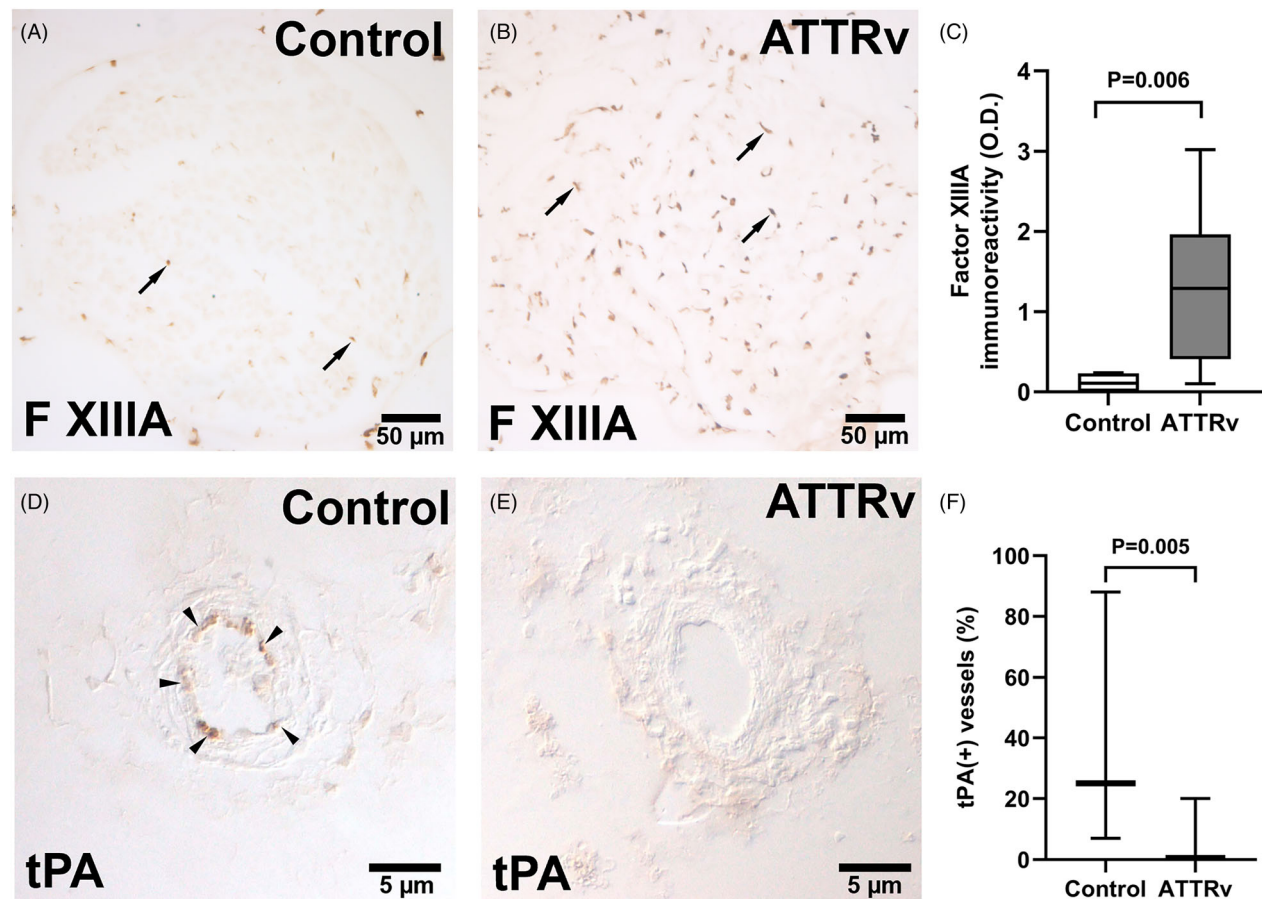 (A)
Control
F XIIIA
50 µm
(B)
ATTRv
F XIIIA
50 µm
(C)
Factor XIIIA
immunoreactivity (O.D.)
4
3
2
1
0
P=0.006
Control ATTRv
(D)
Control
tPA
5 µm
(E)
ATTRv
tPA
5 µm
(F)
tPA(+) vessels (%)
100
80
60
40
20
0
P=0.005
Control ATTRv